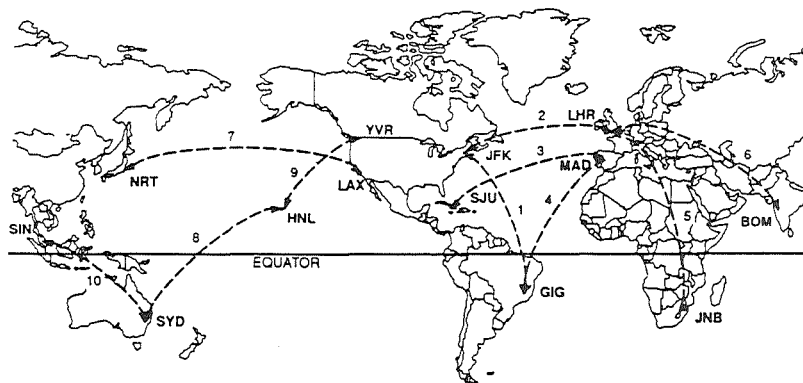 LHR
2
YVR
7
JFK
3
MAD
6
9
NRT
LAX
SJU
HNL
1
4
5
BOM
SIN
8
EQUATOR
10
GIG
SYD
JNB